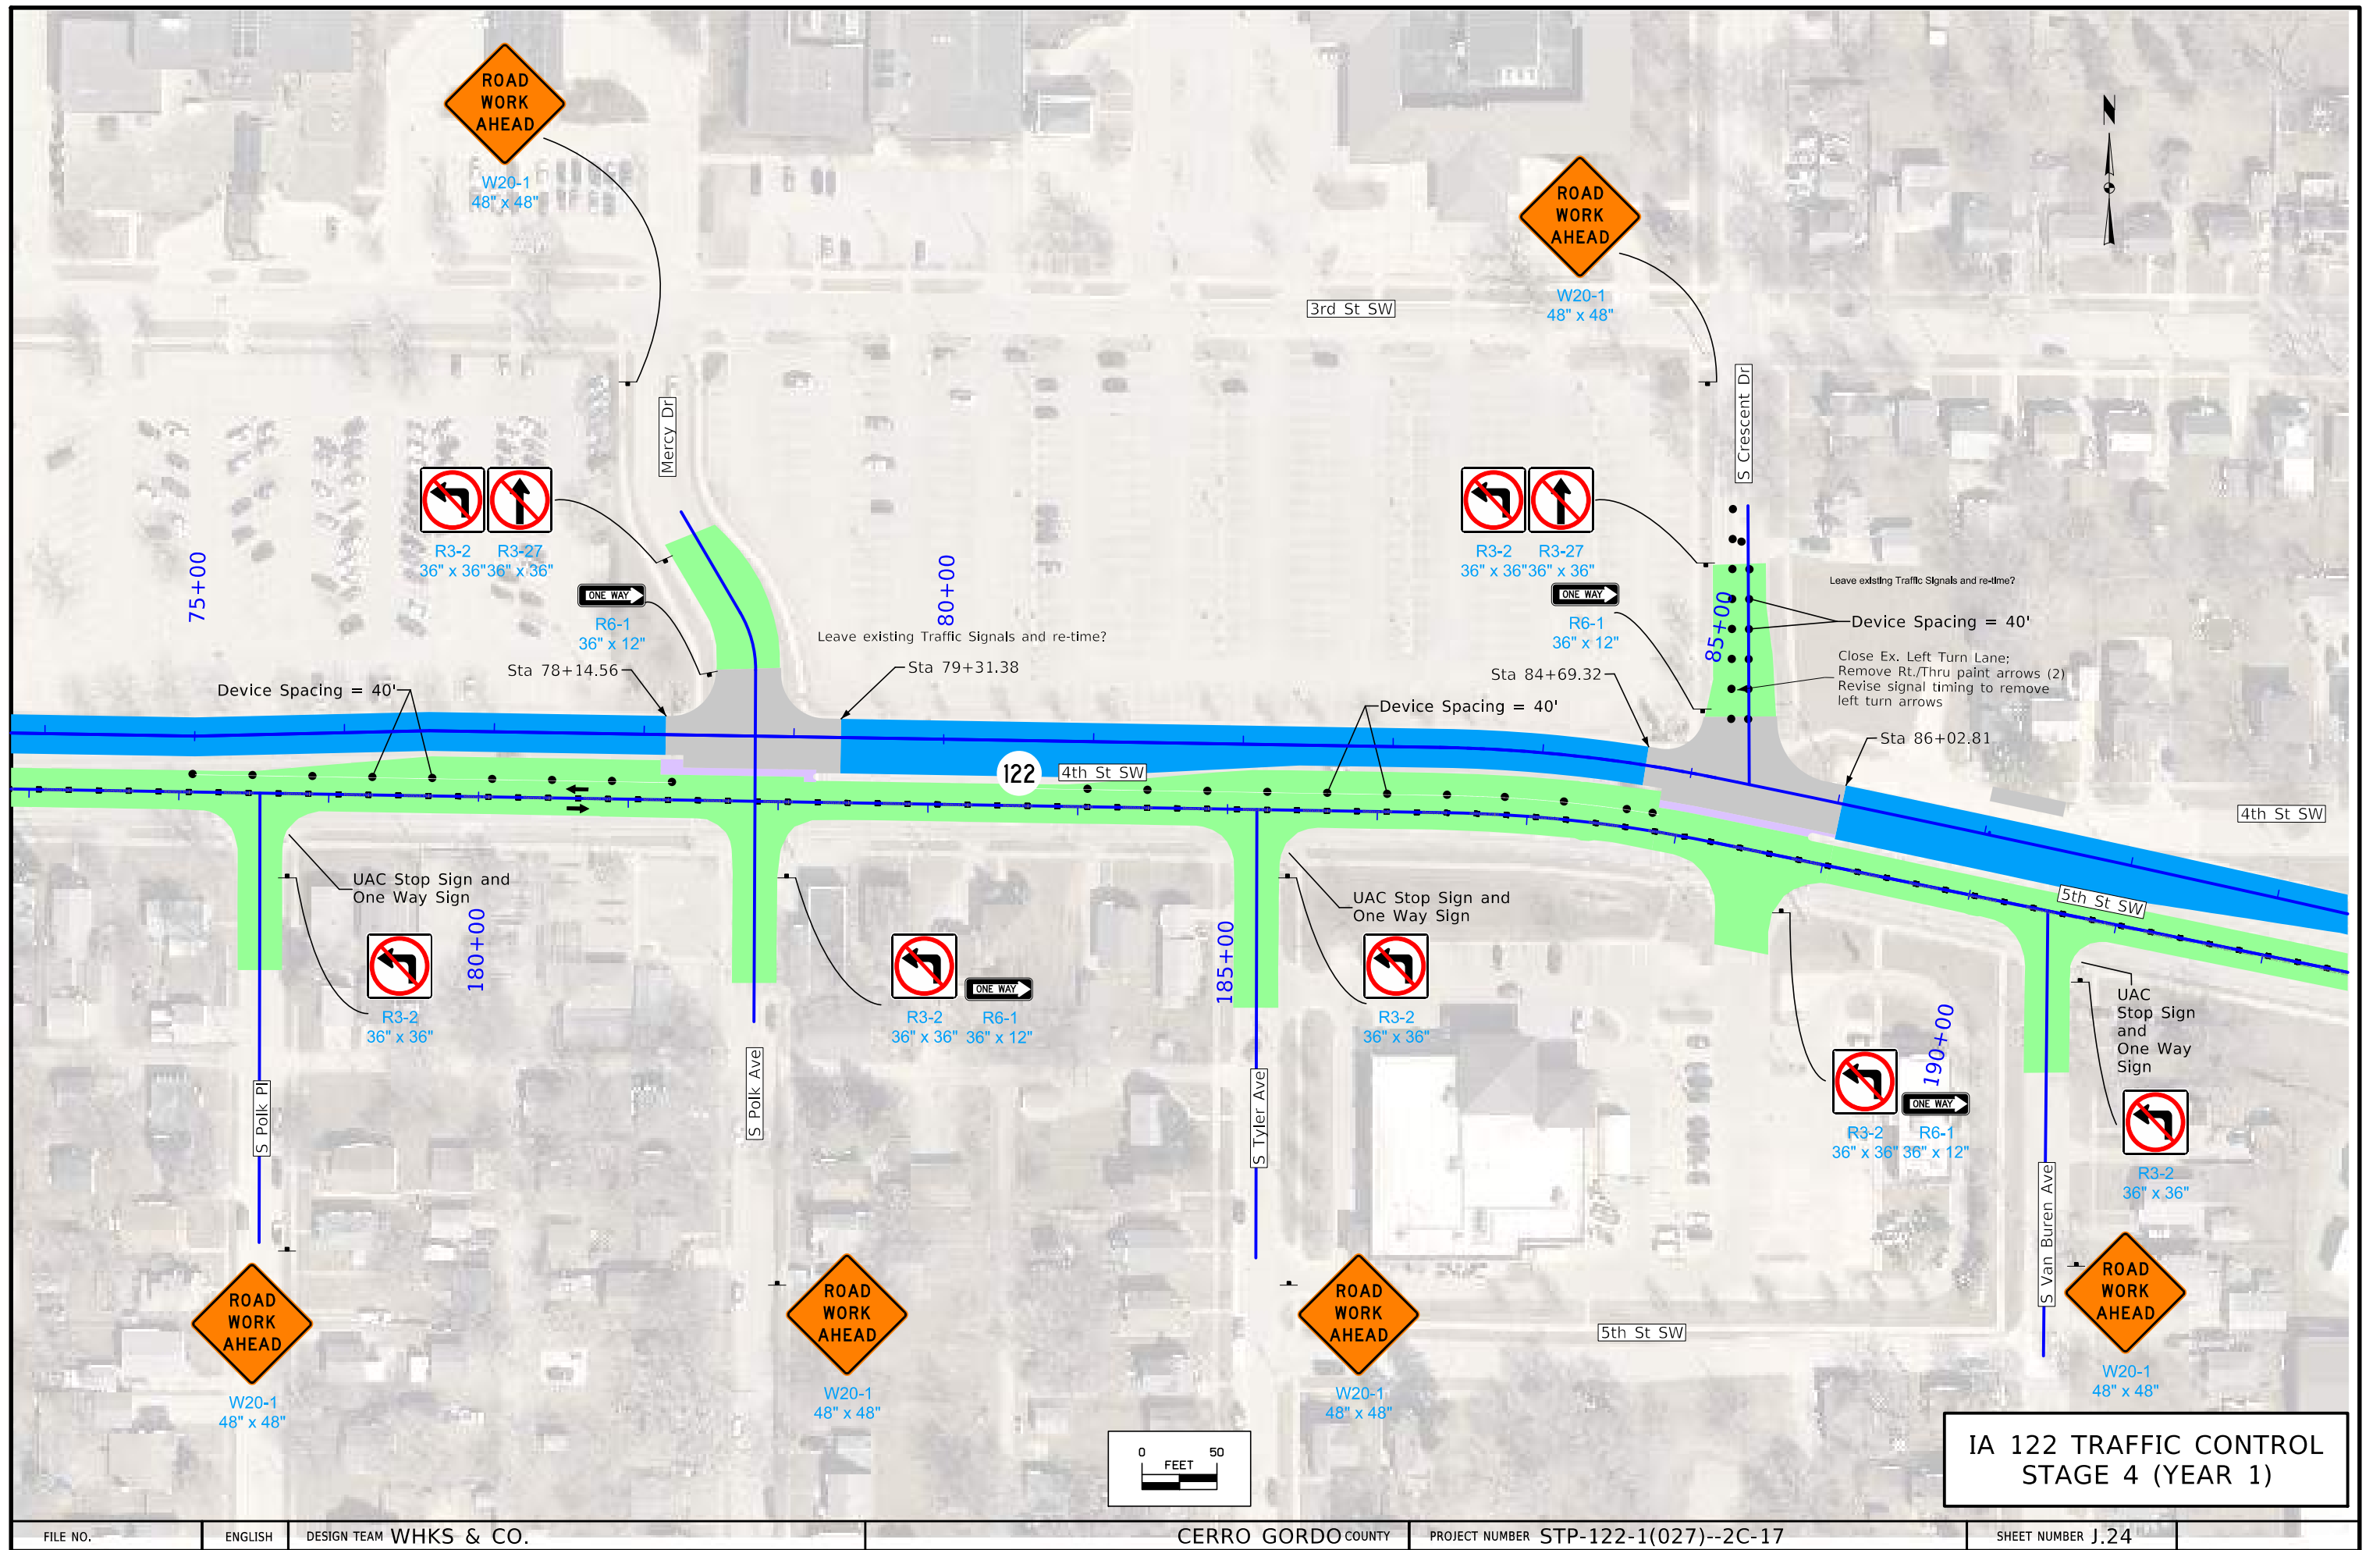 ROAD
WORK
AHEAD
W20-1
48" x 48"
ROAD
WORK
AHEAD
W20-1
48" x 48"
N
3rd St SW
Mercy Dr
S Crescent Dr
R3-2 R3-27
36" x 36" 36" x 36"
ONE WAY
R6-1
36" x 12"
75+00
80+00
Leave existing Traffic Signals and re-time?
Sta 78+14.56
Sta 79+31.38
Device Spacing = 40'
R3-2 R3-27
36" x 36" 36" x 36"
ONE WAY
R6-1
36" x 12"
85+00
Leave existing Traffic Signals and re-time?
Device Spacing = 40'
Close Ex. Left Turn Lane;
Remove Rt./Thru paint arrows (2)
Revise signal timing to remove
left turn arrows
Sta 84+69.32
Device Spacing = 40'
Sta 86+02.81
122
4th St SW
4th St SW
5th St SW
UAC Stop Sign and
One Way Sign
180+00
R3-2
36" x 36"
ONE WAY
R3-2 R6-1
36" x 36" 36" x 12"
UAC Stop Sign and
One Way Sign
185+00
R3-2
36" x 36"
190+00
ONE WAY
R3-2 R6-1
36" x 36" 36" x 12"
UAC
Stop Sign
and
One Way
Sign
R3-2
36" x 36"
S Polk Pl
S Polk Ave
S Tyler Ave
S Van Buren Ave
ROAD
WORK
AHEAD
W20-1
48" x 48"
ROAD
WORK
AHEAD
W20-1
48" x 48"
ROAD
WORK
AHEAD
W20-1
48" x 48"
5th St SW
ROAD
WORK
AHEAD
W20-1
48" x 48"
0 50
FEET
IA 122 TRAFFIC CONTROL
STAGE 4 (YEAR 1)
FILE NO. ENGLISH DESIGN TEAM WHKS & CO. CERRO GORDO COUNTY PROJECT NUMBER STP-122-1(027)--2C-17 SHEET NUMBER J.24